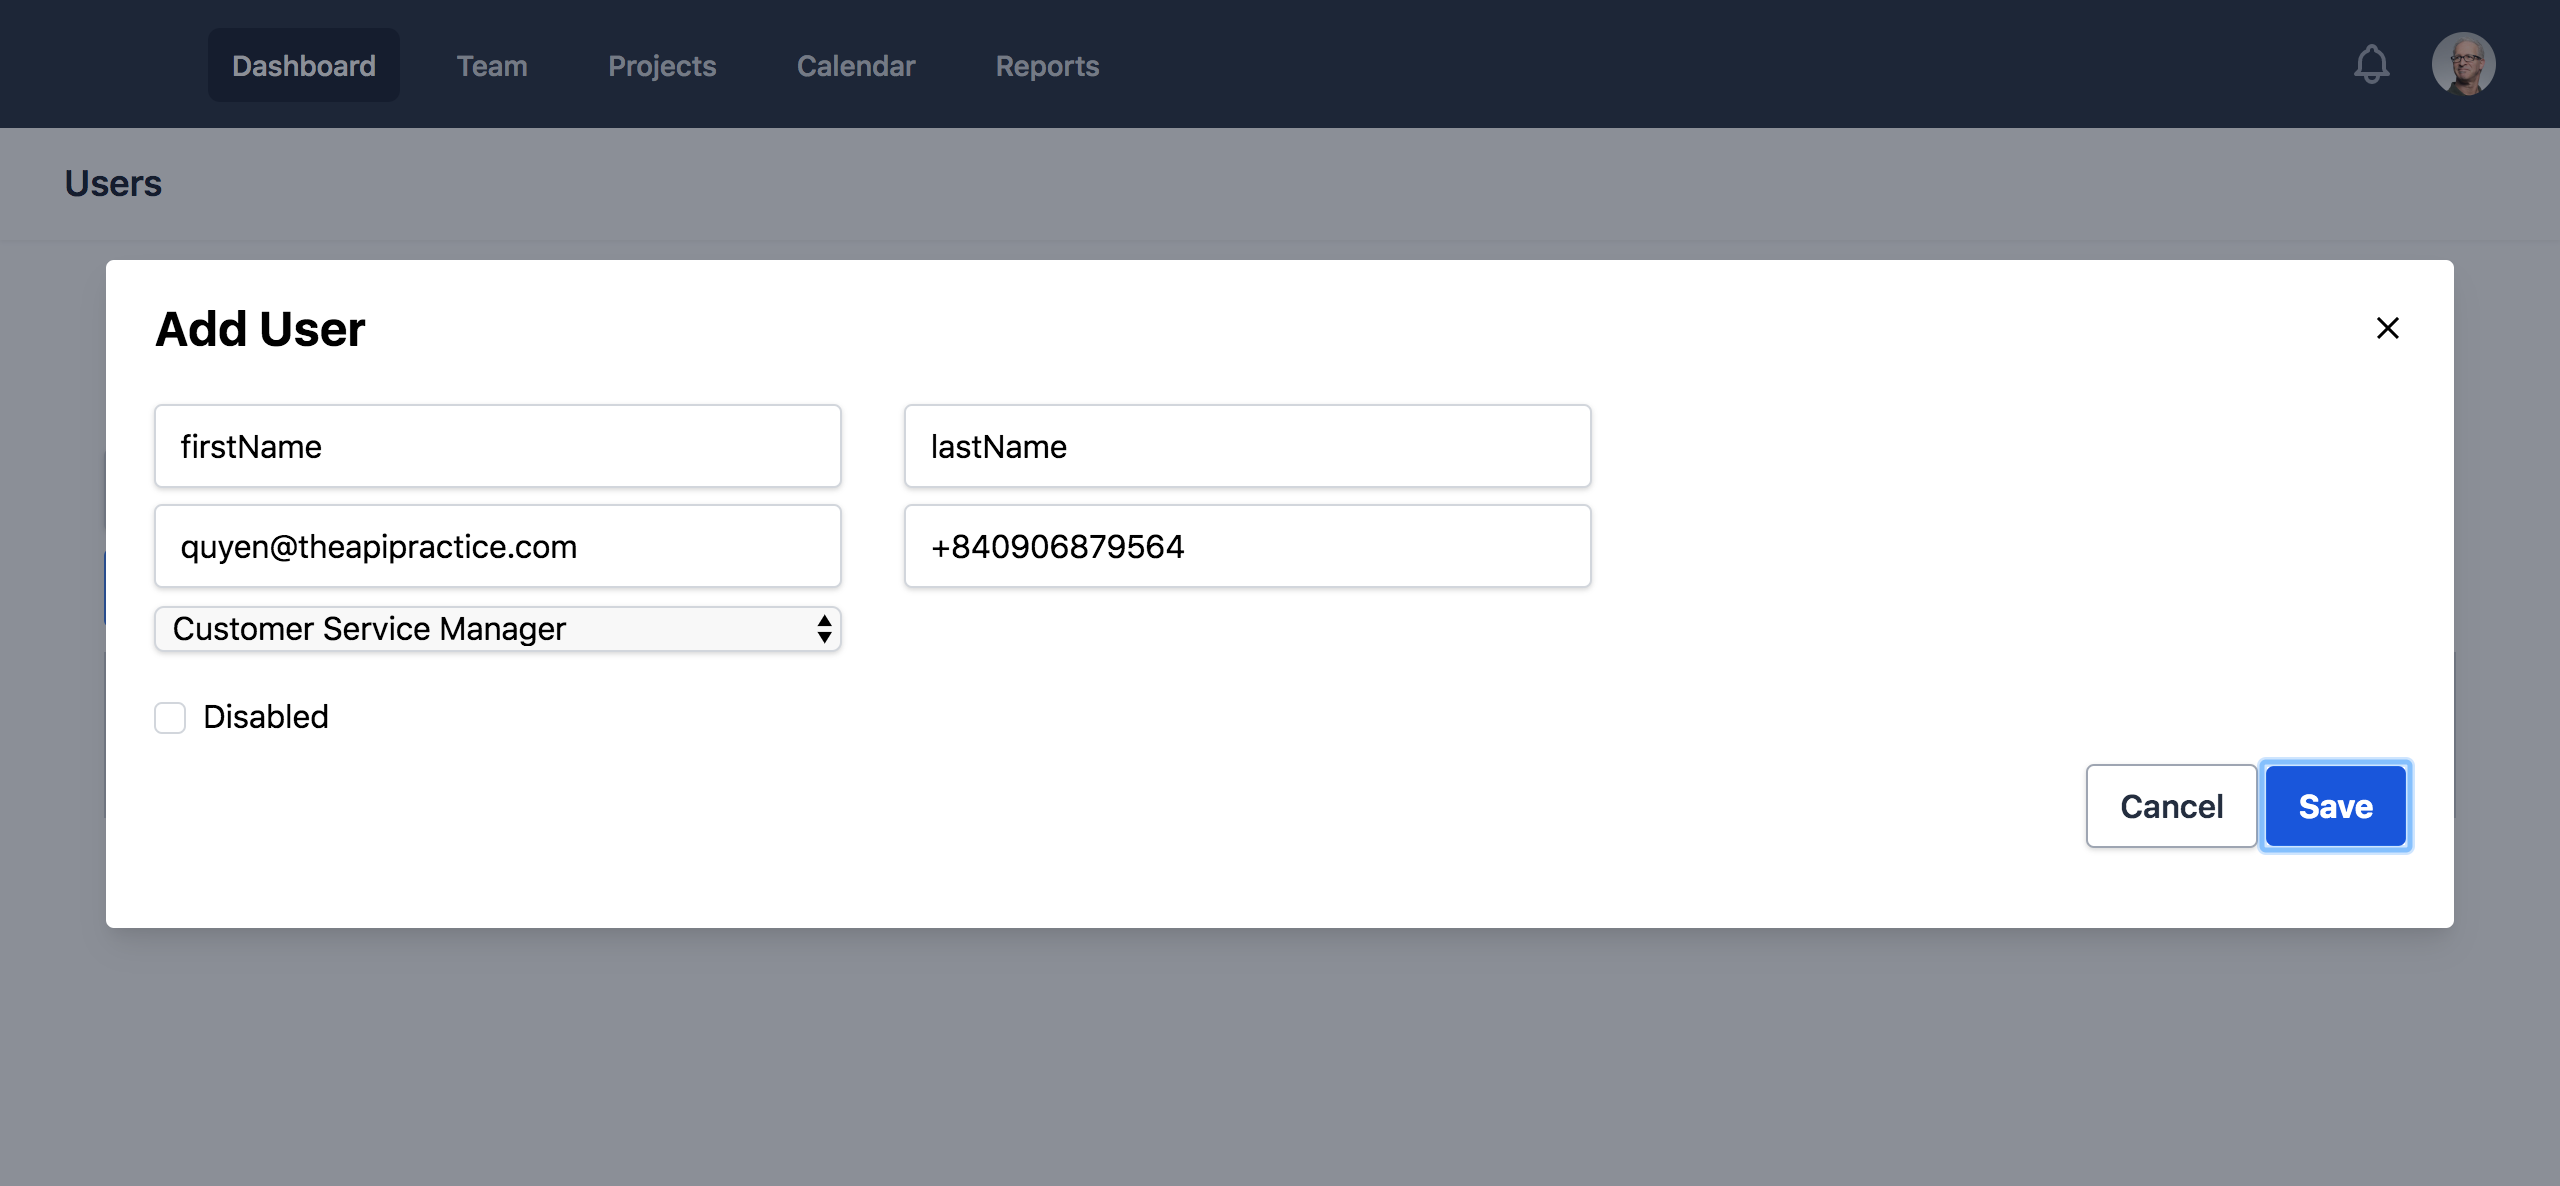 Dashboard Team Projects Calendar Reports
Users
Add User
firstName lastName
quyen@theapipractice.com +840906879564
Customer Service Manager
Disabled
Cancel Save